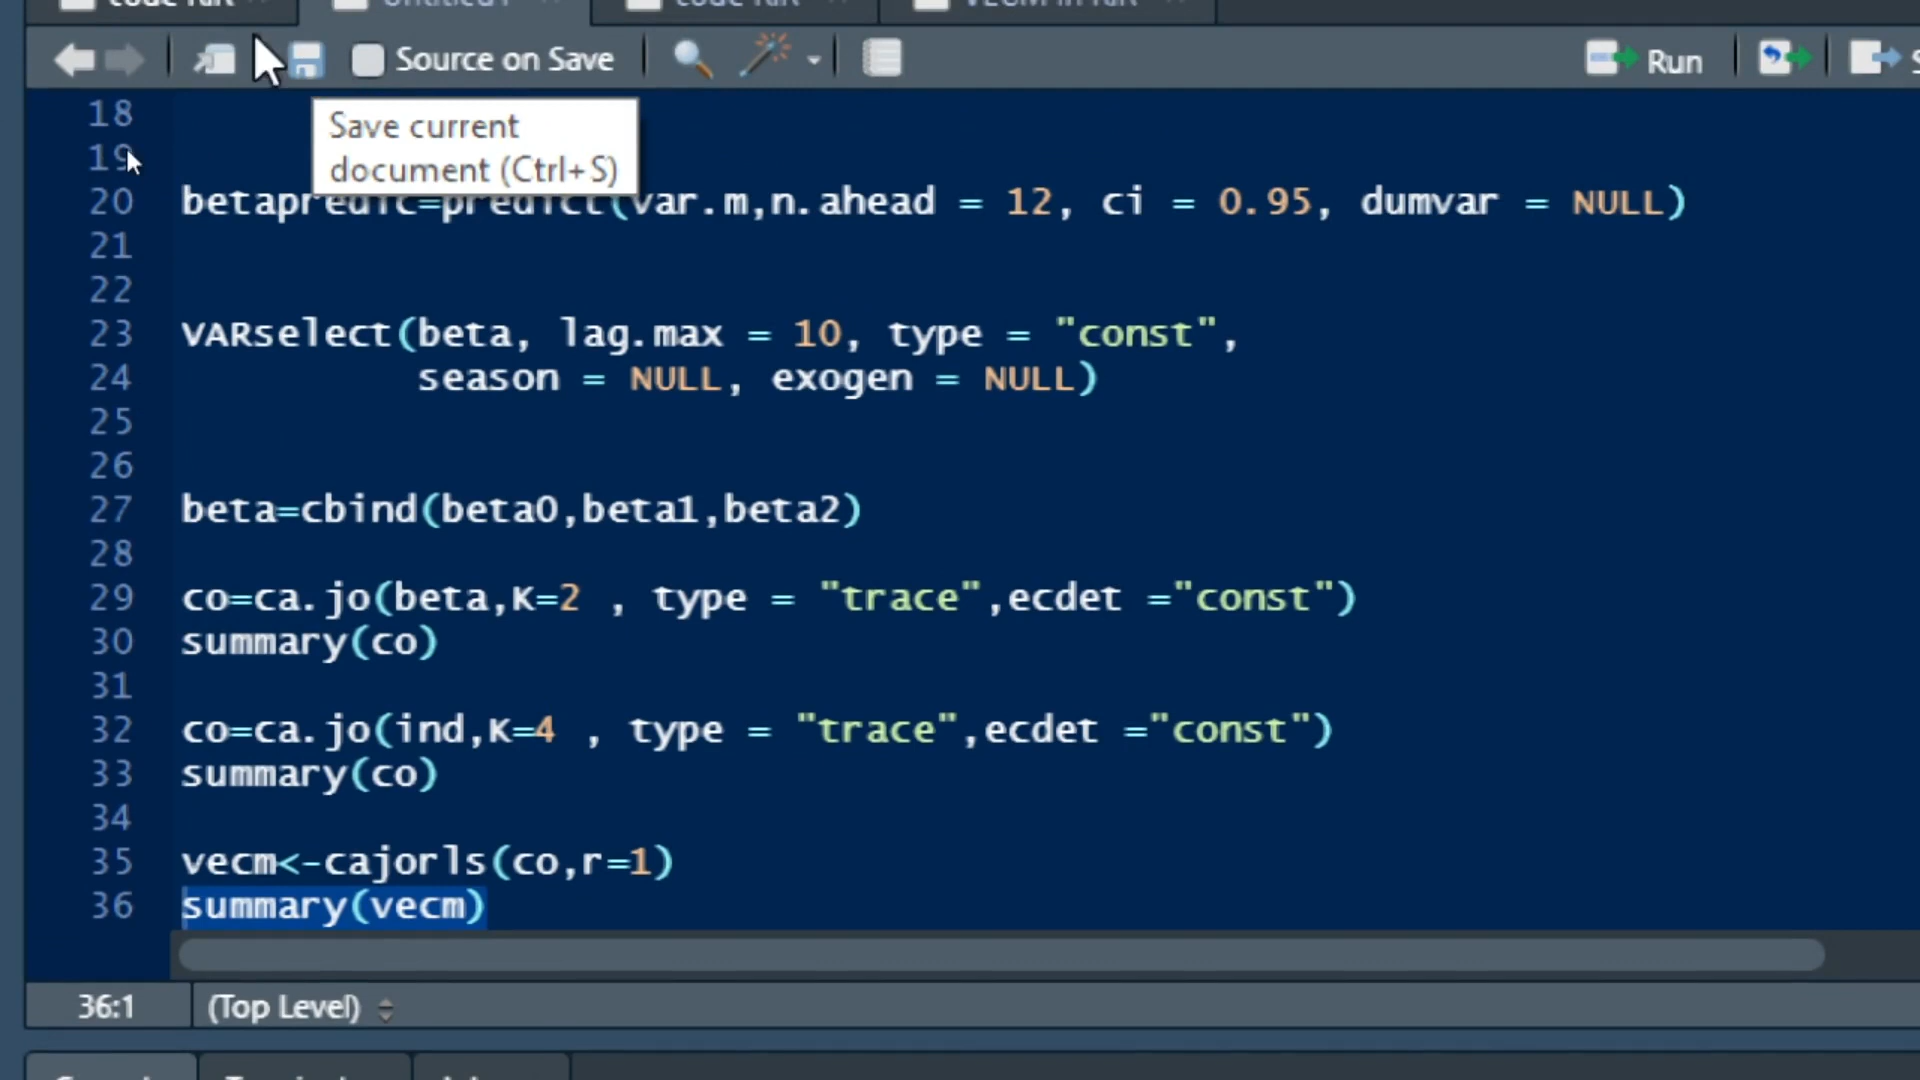 Source on Save
Run
Save current
document (Ctrl+S)
18
19
20 betapredic=predict(var.m,n.ahead = 12, ci = 0.95, dumvar = NULL)
21
22
23 VARselect(beta, lag.max = 10, type = "const",
24 season = NULL, exogen = NULL)
25
26
27 beta=cbind(beta0,beta1,beta2)
28
29 co=ca.jo(beta,K=2 , type = "trace",ecdet ="const")
30 summary(co)
31
32 co=ca.jo(ind,K=4 , type = "trace",ecdet ="const")
33 summary(co)
34
35 vecm<-cajorls(co,r=1)
36 summary(vecm)
36:1 (Top Level)